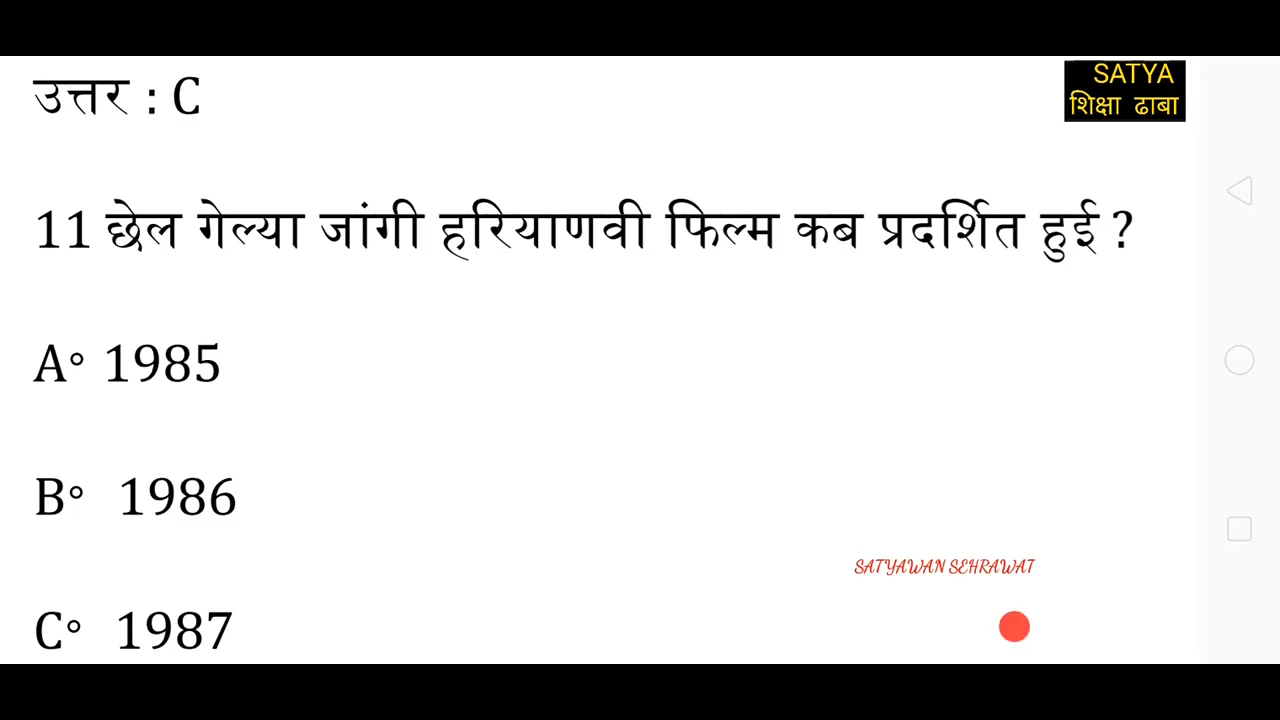 उत्तर : C
SATYA
शिक्षा ढाबा
11 छेल गेल्या जांगी हरियाणवी फिल्म कब प्रदर्शित हुई ?
A॰ 1985
B॰ 1986
SATYAWAN SEHRAWAT
C॰ 1987